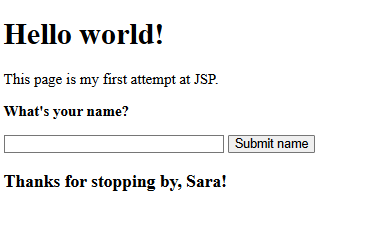 Hello world!
This page is my first attempt at JSP.
What's your name?
Submit name
Thanks for stopping by, Sara!